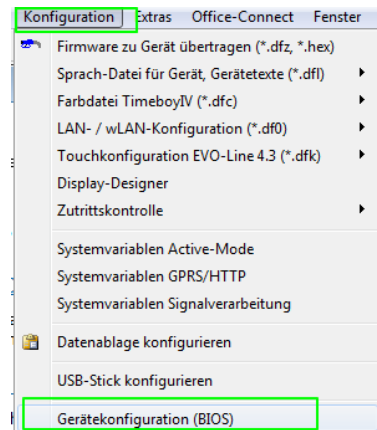 Konfiguration Extras Office-Connect Fenster
Firmware zu Gerät übertragen (*.dfz, *.hex)
Sprach-Datei für Gerät, Gerätetexte (*.dfl)
Farbdatei TimeboyIV (*.dfc)
LAN- / wLAN-Konfiguration (*.df0)
Touchkonfiguration EVO-Line 4.3 (*.dfk)
Display-Designer
Zutrittskontrolle
Systemvariablen Active-Mode
Systemvariablen GPRS/HTTP
Systemvariablen Signalverarbeitung
Datenablage konfigurieren
USB-Stick konfigurieren
Gerätekonfiguration (BIOS)